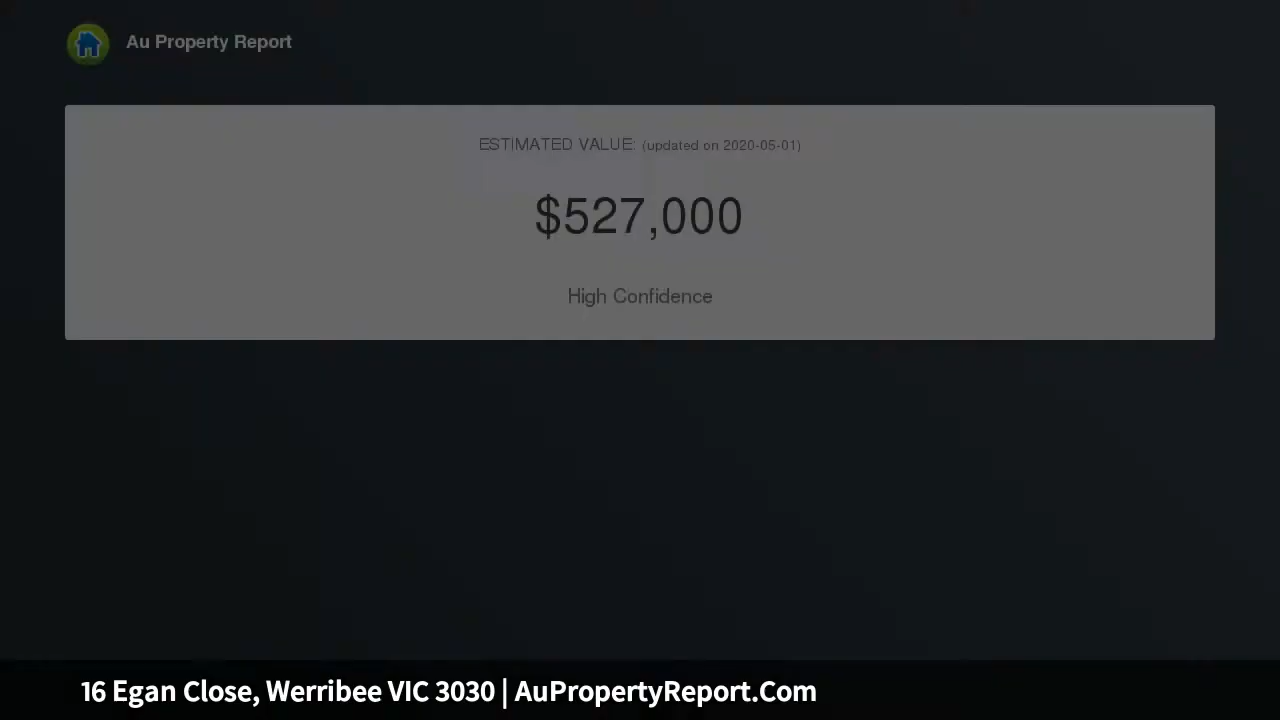 Au Property Report
ESTIMATED VALUE: (updated on 2020-05-01)
$527,000
High Confidence
16 Egan Close, Werribee VIC 3030 | AuPropertyReport.Com